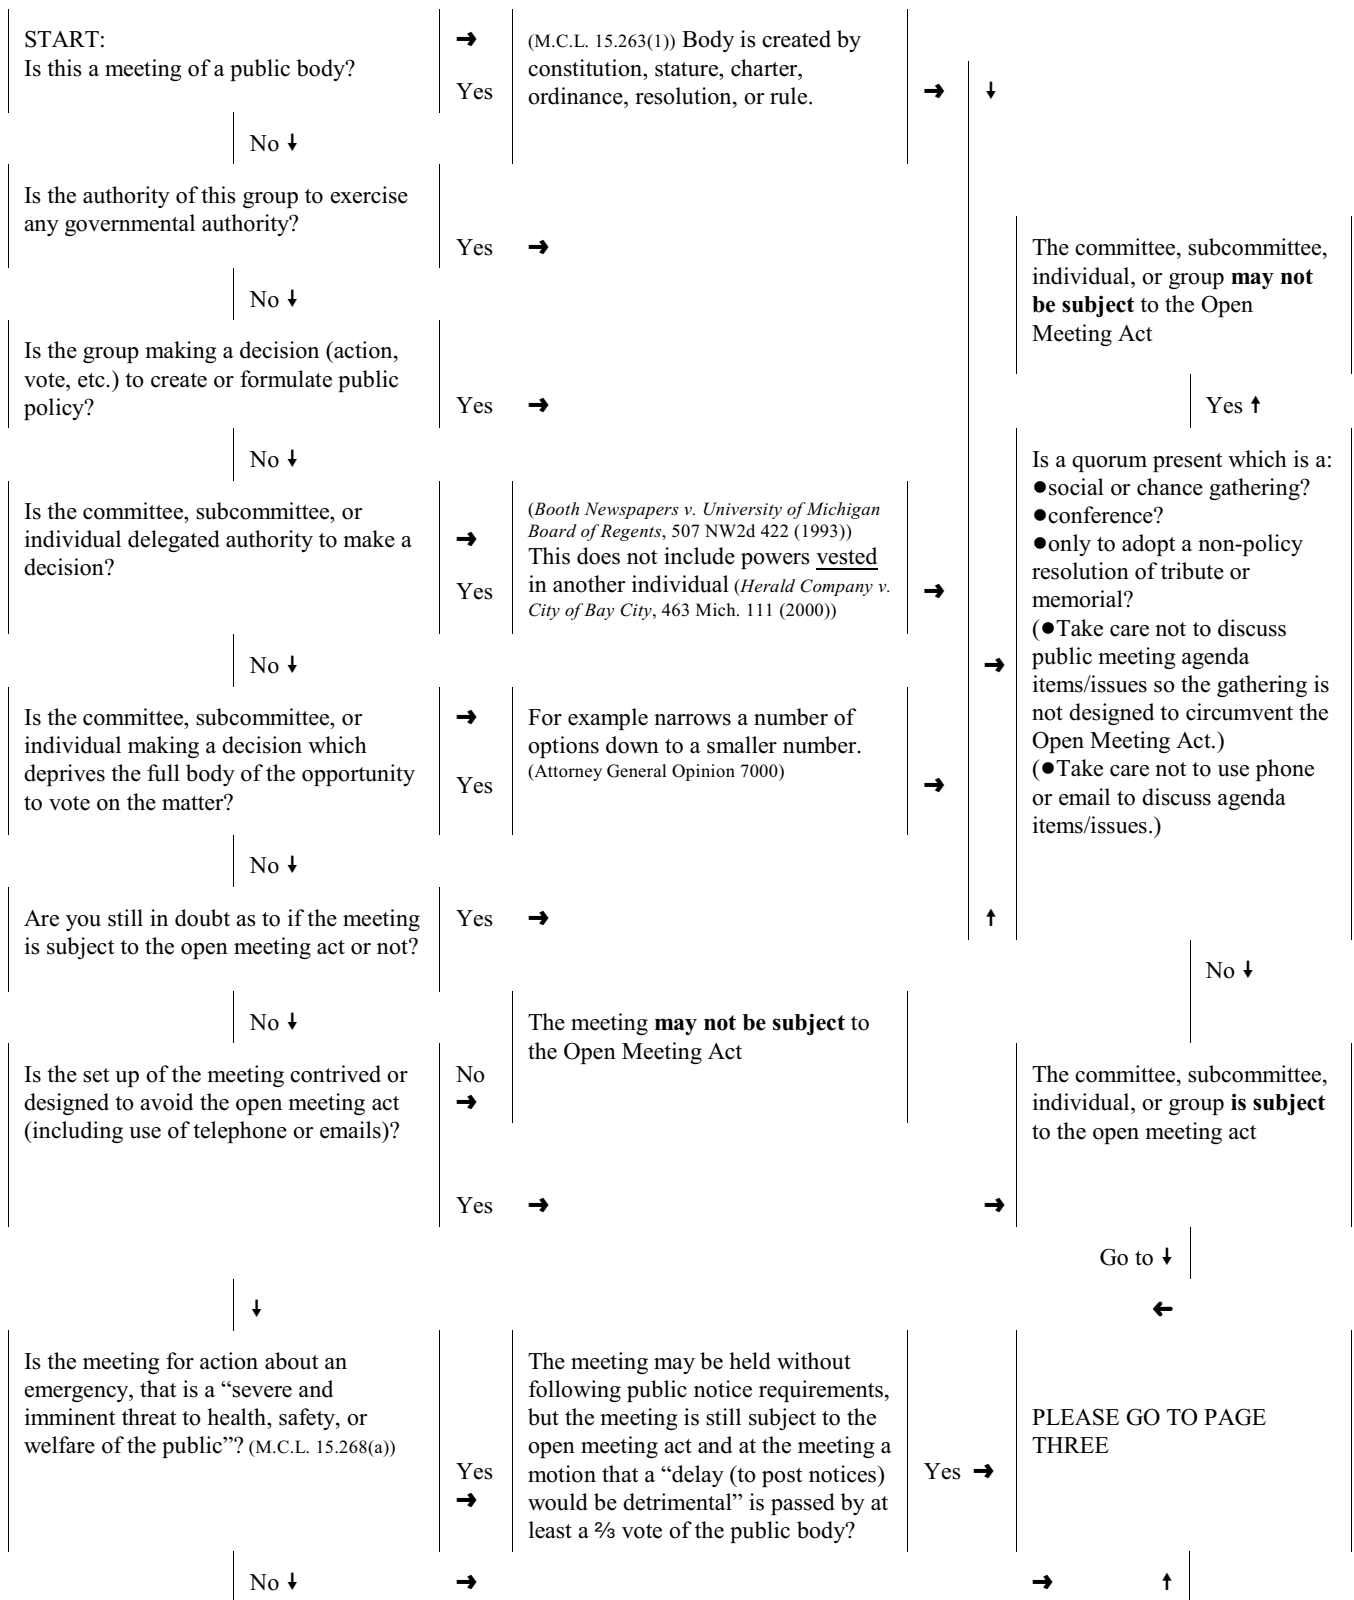 START:
Is this a meeting of a public body?
➞
Yes
(M.C.L. 15.263(1)) Body is created by
constitution, stature, charter,
ordinance, resolution, or rule.
➞
↓
No ↓
Is the authority of this group to exercise
any governmental authority?
Yes ➞
No ↓
The committee, subcommittee,
individual, or group may not
be subject to the Open
Meeting Act
Yes ↑
Is the group making a decision (action,
vote, etc.) to create or formulate public
policy?
Yes ➞
No ↓
Is a quorum present which is a:
●social or chance gathering?
●conference?
●only to adopt a non-policy
resolution of tribute or
memorial?
(●Take care not to discuss
public meeting agenda
items/issues so the gathering is
not designed to circumvent the
Open Meeting Act.)
(●Take care not to use phone
or email to discuss agenda
items/issues.)
Is the committee, subcommittee, or
individual delegated authority to make a
decision?
➞
Yes
(Booth Newspapers v. University of Michigan
Board of Regents, 507 NW2d 422 (1993))
This does not include powers vested
in another individual (Herald Company v.
City of Bay City, 463 Mich. 111 (2000))
➞
No ↓
➞
Is the committee, subcommittee, or
individual making a decision which
deprives the full body of the opportunity
to vote on the matter?
➞
Yes
For example narrows a number of
options down to a smaller number.
(Attorney General Opinion 7000)
➞
No ↓
Are you still in doubt as to if the meeting
is subject to the open meeting act or not?
Yes ➞
↑
No ↓
No ↓
The meeting may not be subject to
the Open Meeting Act
Is the set up of the meeting contrived or
designed to avoid the open meeting act
(including use of telephone or emails)?
No
➞
Yes ➞
➞
The committee, subcommittee,
individual, or group is subject
to the open meeting act
Go to ↓
↓
←
Is the meeting for action about an
emergency, that is a “severe and
imminent threat to health, safety, or
welfare of the public”? (M.C.L. 15.268(a))
Yes
➞
The meeting may be held without
following public notice requirements,
but the meeting is still subject to the
open meeting act and at the meeting a
motion that a “delay (to post notices)
would be detrimental” is passed by at
least a ⅔ vote of the public body?
Yes ➞
PLEASE GO TO PAGE
THREE
No ↓
➞
➞
↑